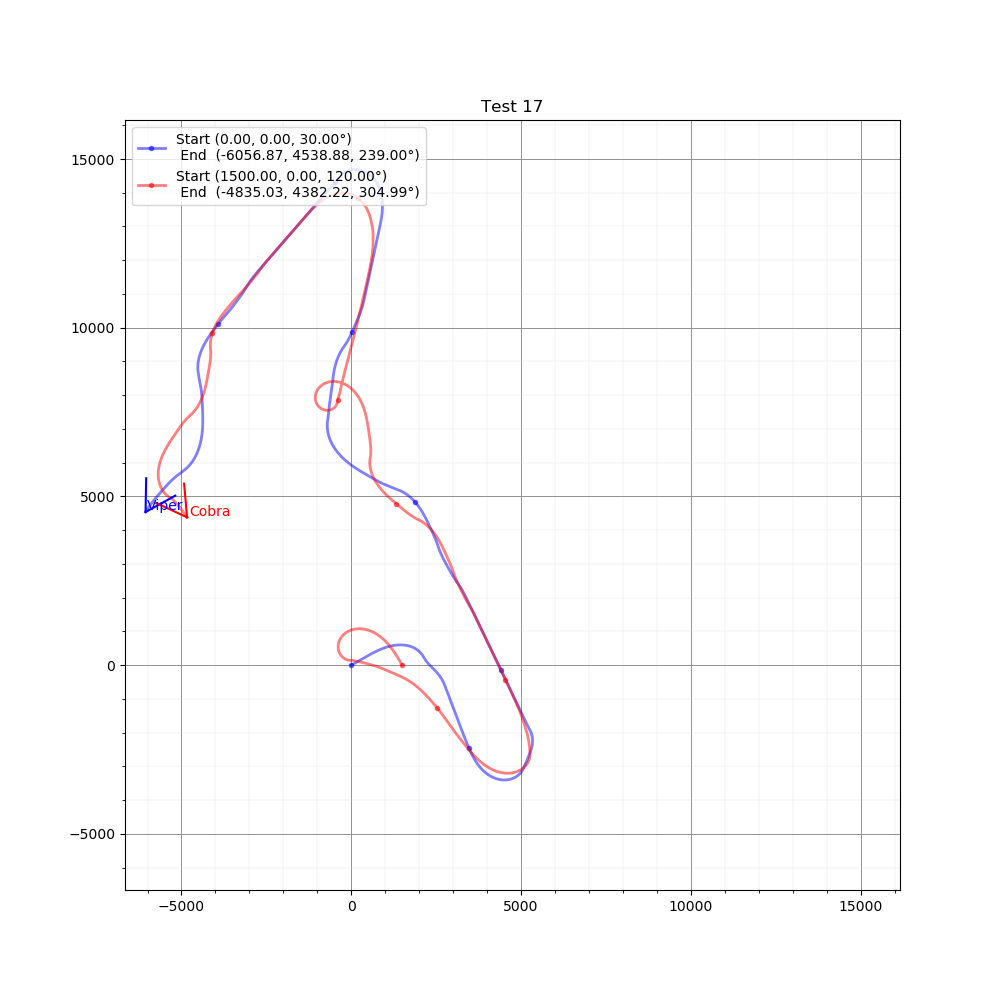 Test 17
Start (0.00, 0.00, 30.00°)
End (-6056.87, 4538.88, 239.00°)
Start (1500.00, 0.00, 120.00°)
End (-4835.03, 4382.22, 304.99°)
15000
10000
5000
0
−5000
Viper
Cobra
−5000
0
5000
10000
15000